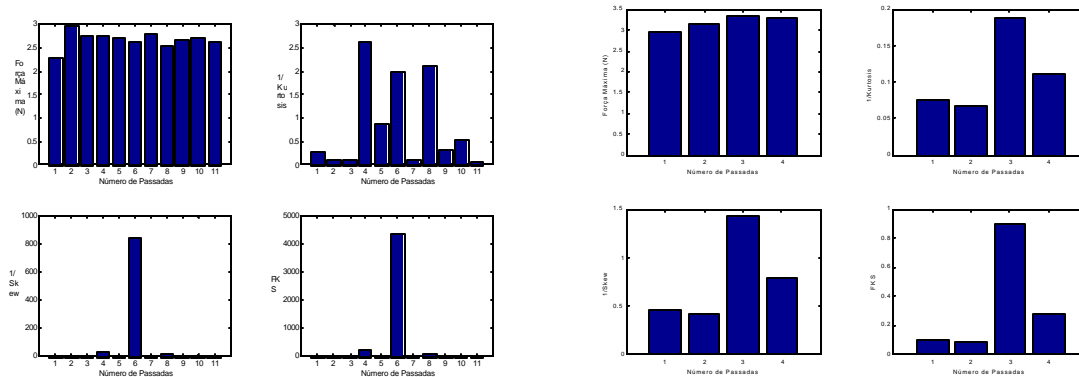 3
2.5
2
1.5
1
0.5
0
Fo
rça
Má
xi
ma
(N)
1 2 3 4 5 6 7 8 9 10 11
Número de Passadas
3
2.5
2
1.5
1
0.5
0
1/
Ku
rto
sis
1 2 3 4 5 6 7 8 9 10 11
Número de Passadas
3.5
3
2.5
2
1.5
1
.5
0
Força Máxima (N)
1 2 3 4
Número de Passadas
0.2
0.15
0.1
0.05
0
1/Kurtosis
1 2 3 4
Número de Passadas
1000
800
600
400
200
0
1/
Sk
ew
1 2 3 4 5 6 7 8 9 10 11
Número de Passadas
5000
4000
3000
2000
1000
0
FK
S
1 2 3 4 5 6 7 8 9 10 11
Número de Passadas
1.5
1
0.5
0
1/Skew
1 2 3 4
Número de Passadas
1
0.8
0.6
0.4
0.2
0
FKS
1 2 3 4
Número de Passadas